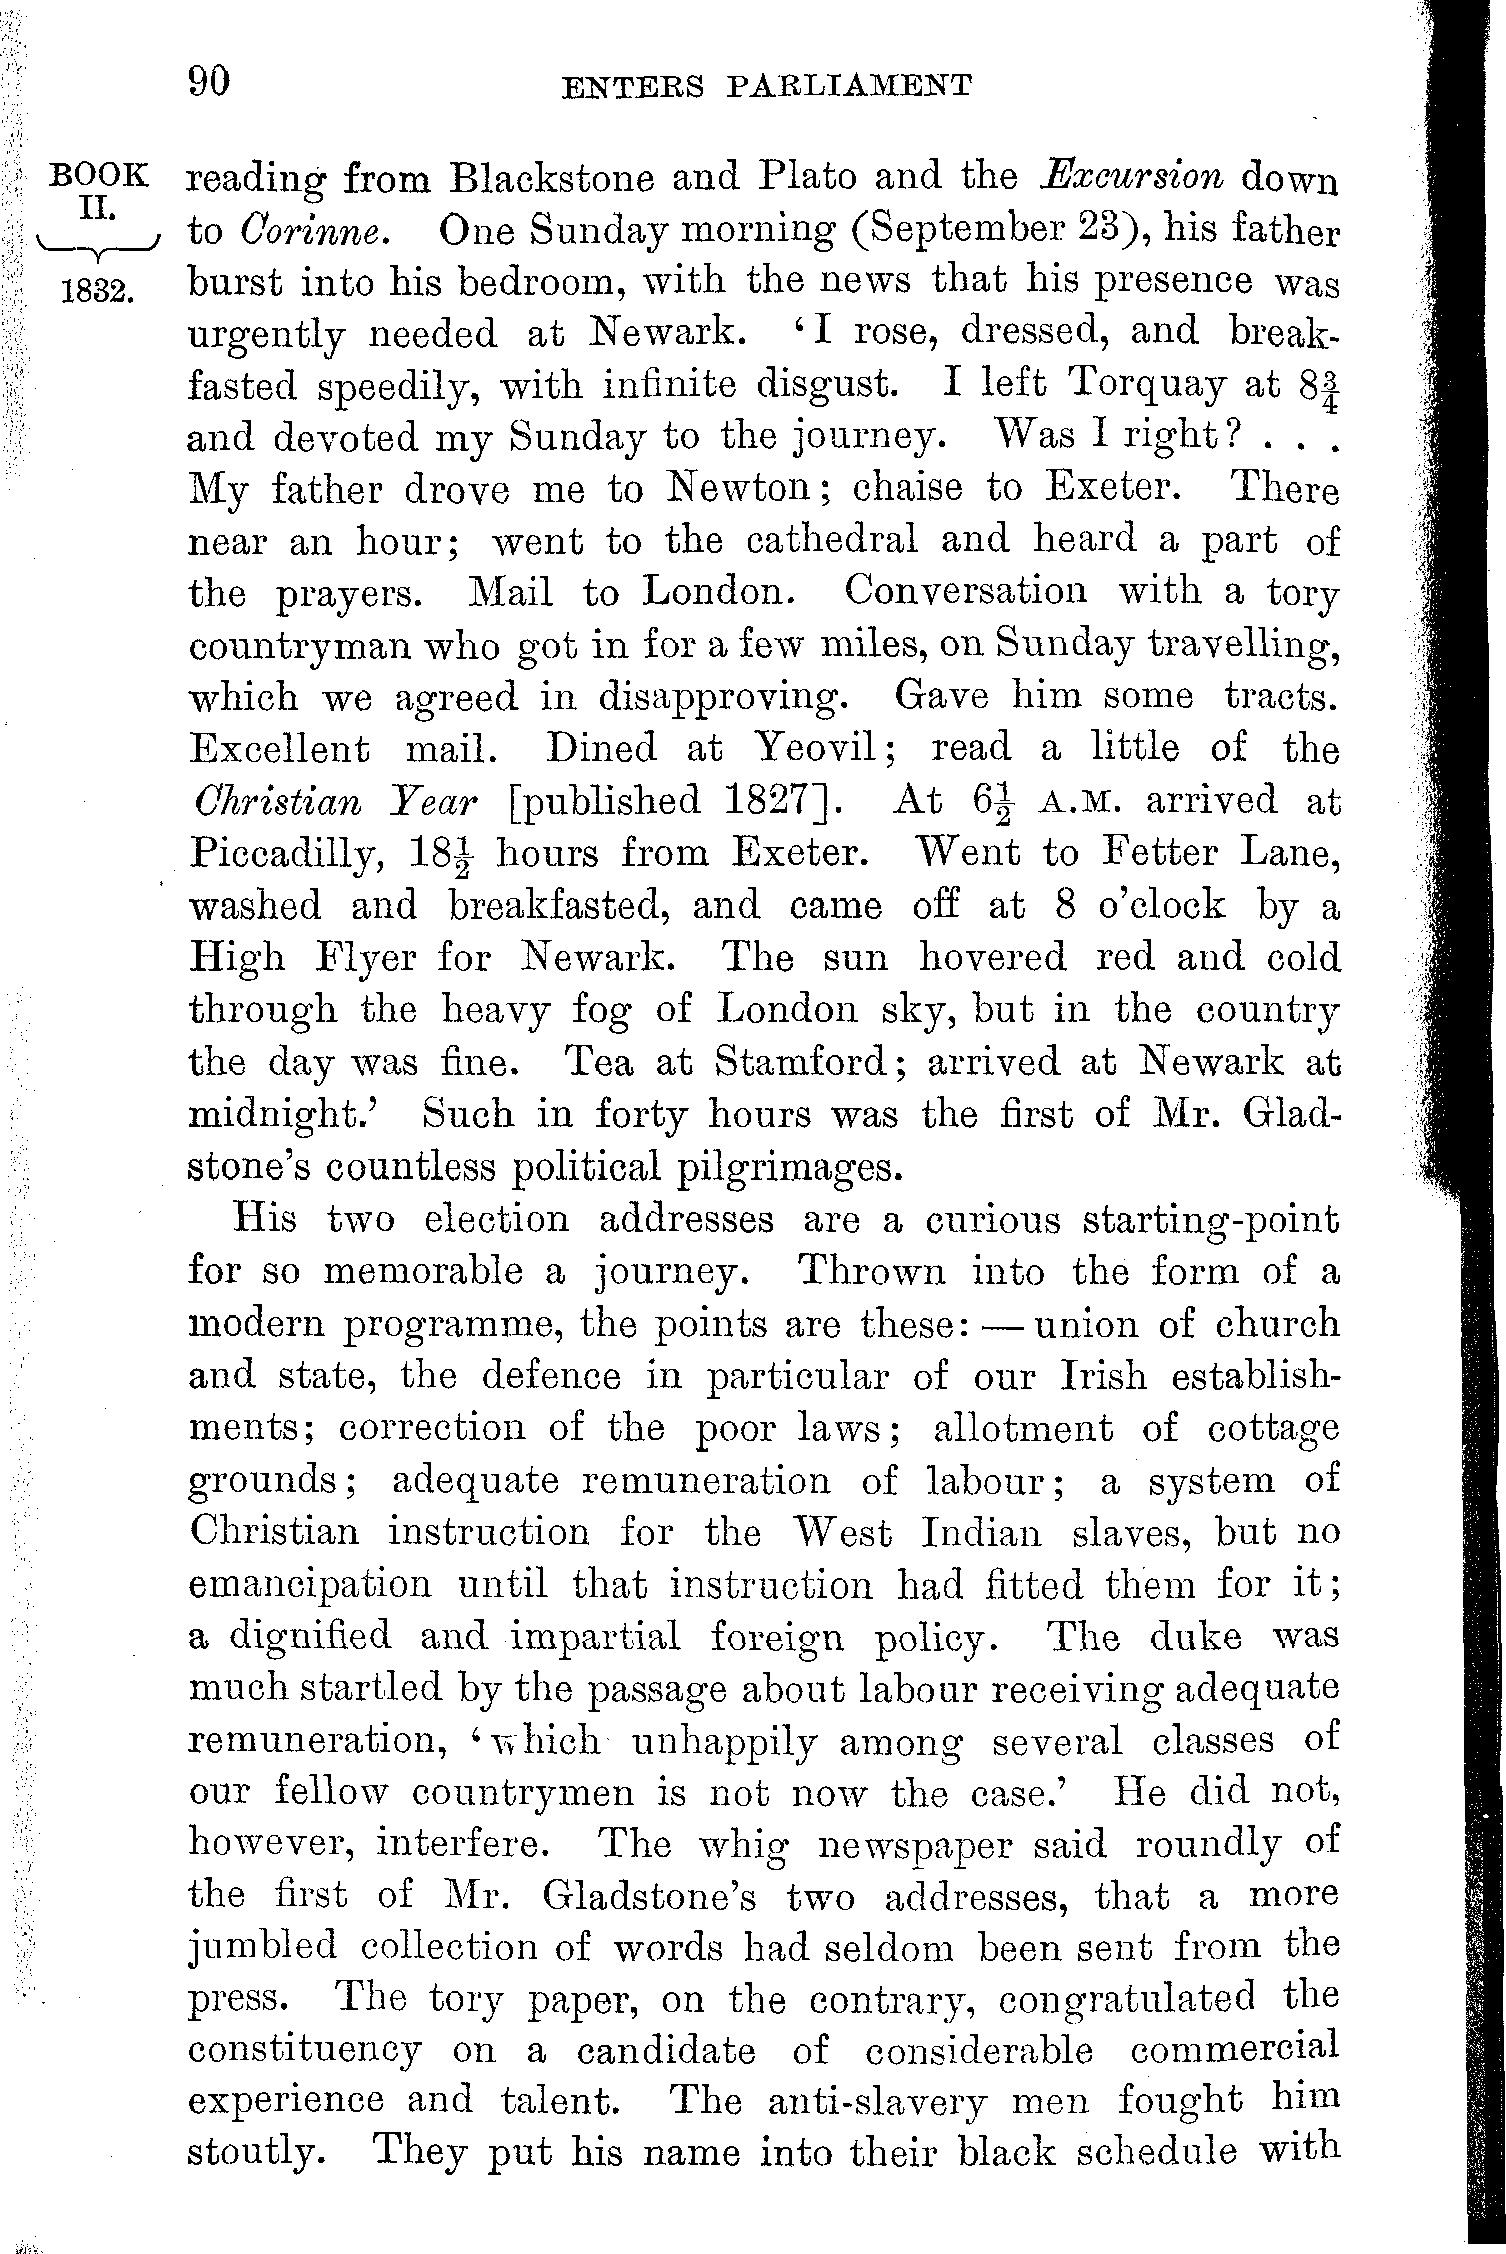 90 ENTERS PARLIAMENT
BOOK
II.
1832.
reading from Blackstone and Plato and the Excursion down
to Corinne. One Sunday morning (September 23), his father
burst into his bedroom, with the news that his presence was
urgently needed at Newark. ‘I rose, dressed, and break-
fasted speedily, with infinite disgust. I left Torquay at 8¾
and devoted my Sunday to the journey. Was I right? . . .
My father drove me to Newton; chaise to Exeter. There
near an hour; went to the cathedral and heard a part of
the prayers. Mail to London. Conversation with a tory
countryman who got in for a few miles, on Sunday travelling,
which we agreed in disapproving. Gave him some tracts.
Excellent mail. Dined at Yeovil; read a little of the
Christian Year [published 1827]. At 6½ A.M. arrived at
Piccadilly, 18½ hours from Exeter. Went to Fetter Lane,
washed and breakfasted, and came off at 8 o’clock by a
High Flyer for Newark. The sun hovered red and cold
through the heavy fog of London sky, but in the country
the day was fine. Tea at Stamford; arrived at Newark at
midnight.’ Such in forty hours was the first of Mr. Glad-
stone’s countless political pilgrimages.
His two election addresses are a curious starting-point
for so memorable a journey. Thrown into the form of a
modern programme, the points are these: — union of church
and state, the defence in particular of our Irish establish-
ments; correction of the poor laws; allotment of cottage
grounds; adequate remuneration of labour; a system of
Christian instruction for the West Indian slaves, but no
emancipation until that instruction had fitted them for it;
a dignified and impartial foreign policy. The duke was
much startled by the passage about labour receiving adequate
remuneration, ‘which unhappily among several classes of
our fellow countrymen is not now the case.’ He did not,
however, interfere. The whig newspaper said roundly of
the first of Mr. Gladstone’s two addresses, that a more
jumbled collection of words had seldom been sent from the
press. The tory paper, on the contrary, congratulated the
constituency on a candidate of considerable commercial
experience and talent. The anti-slavery men fought him
stoutly. They put his name into their black schedule with